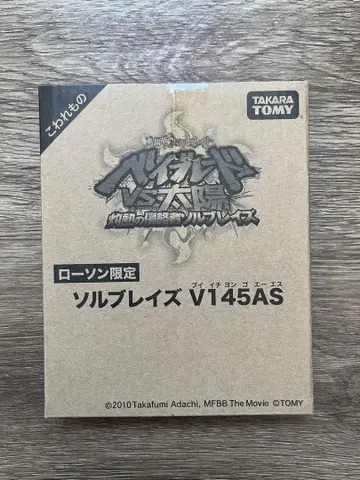 こわれもの
TAKARA
TOMY
ベイブレード
VS太陽
灼熱の侵略者ソルブレイズ
ローソン限定
ブイ イチ ヨン ゴ エー エス
ソルブレイズ V145AS
©2010 Takafumi Adachi, MFBB The Movie ©TOMY